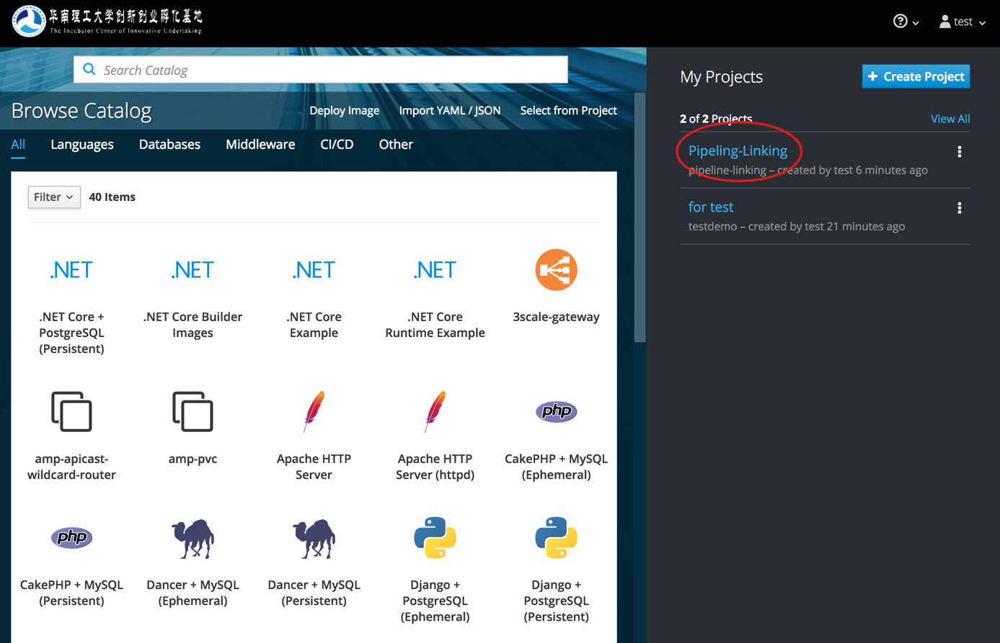 华南理工大学创新创业孵化基地
The Incubator Center of Innovative Undertaking
test
Search Catalog
Browse Catalog
Deploy Image
Import YAML / JSON
Select from Project
All
Languages
Databases
Middleware
CI/CD
Other
Filter
40 Items
.NET
.NET
.NET
.NET
.NET Core +
PostgreSQL
(Persistent)
.NET Core Builder
Images
.NET Core
Example
.NET Core
Runtime Example
3scale-gateway
php
amp-apicast-
wildcard-router
amp-pvc
Apache HTTP
Server
Apache HTTP
Server (httpd)
CakePHP + MySQL
(Ephemeral)
php
CakePHP + MySQL
(Persistent)
Dancer + MySQL
(Ephemeral)
Dancer + MySQL
(Persistent)
Django +
PostgreSQL
(Ephemeral)
Django +
PostgreSQL
(Persistent)
My Projects
+ Create Project
2 of 2 Projects
View All
Pipeling-Linking
pipeline-linking – created by test 6 minutes ago
for test
testdemo – created by test 21 minutes ago